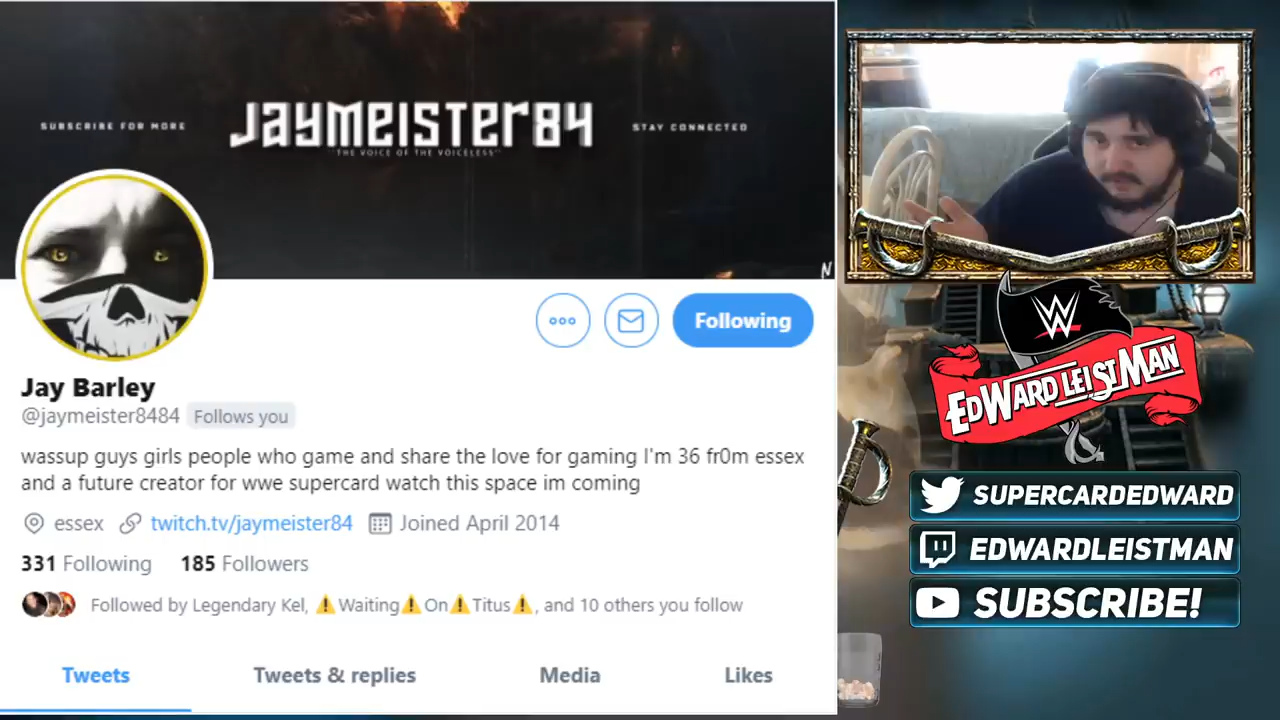 SUBSCRIBE FOR MORE
JAYMEISTER84
STAY CONNECTED
"THE VOICE OF THE VOICELESS"
N
Following
Jay Barley
@jaymeister8484 Follows you
wassup guys girls people who game and share the love for gaming I'm 36 fr0m essex
and a future creator for wwe supercard watch this space im coming
essex twitch.tv/jaymeister84 Joined April 2014
331 Following 185 Followers
Followed by Legendary Kel, ⚠Waiting⚠On⚠Titus⚠, and 10 others you follow
Tweets Tweets & replies Media Likes
W
EDWARD LEISTMAN
SUPERCARDEDWARD
EDWARDLEISTMAN
SUBSCRIBE!